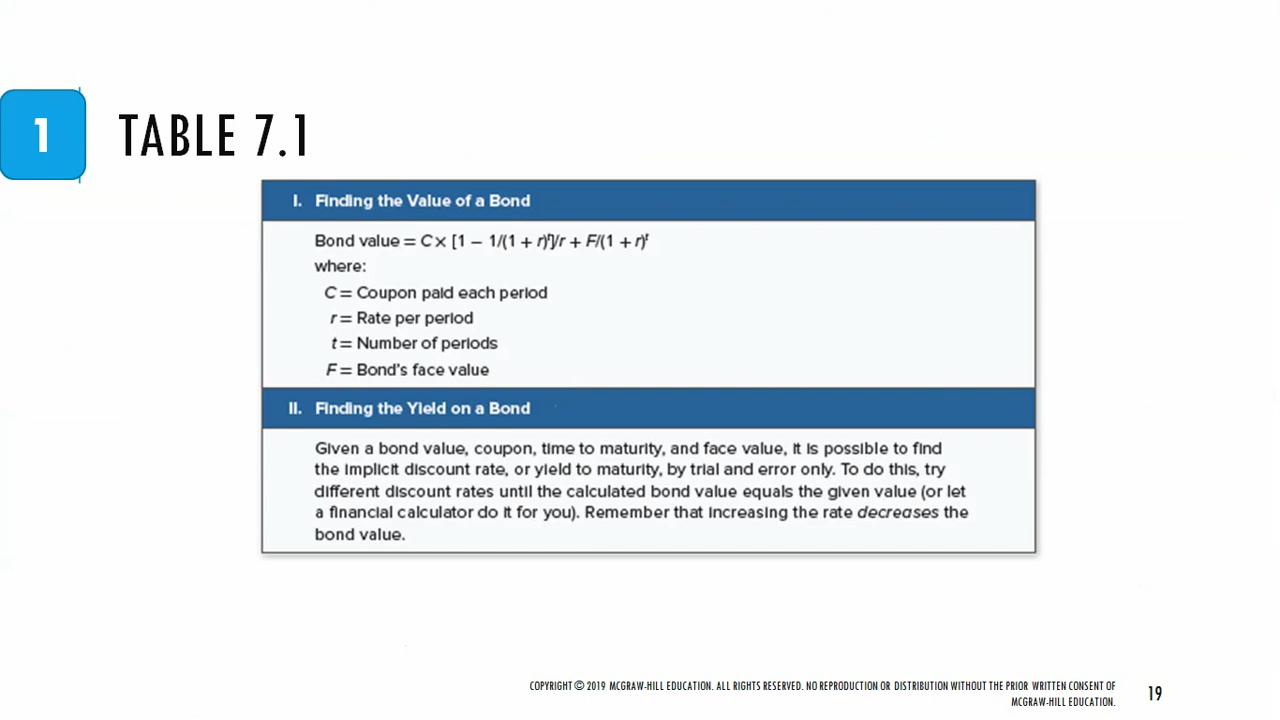 1
TABLE 7.1
I. Finding the Value of a Bond
Bond value = C × [1 − 1/(1 + r)ᵗ]/r + F/(1 + r)ᵗ
where:
C = Coupon paid each period
r = Rate per period
t = Number of periods
F = Bond's face value
II. Finding the Yield on a Bond
Given a bond value, coupon, time to maturity, and face value, it is possible to find
the implicit discount rate, or yield to maturity, by trial and error only. To do this, try
different discount rates until the calculated bond value equals the given value (or let
a financial calculator do it for you). Remember that increasing the rate decreases the
bond value.
COPYRIGHT © 2019 MCGRAW-HILL EDUCATION. ALL RIGHTS RESERVED. NO REPRODUCTION OR DISTRIBUTION WITHOUT THE PRIOR WRITTEN CONSENT OF
MCGRAW-HILL EDUCATION.
19